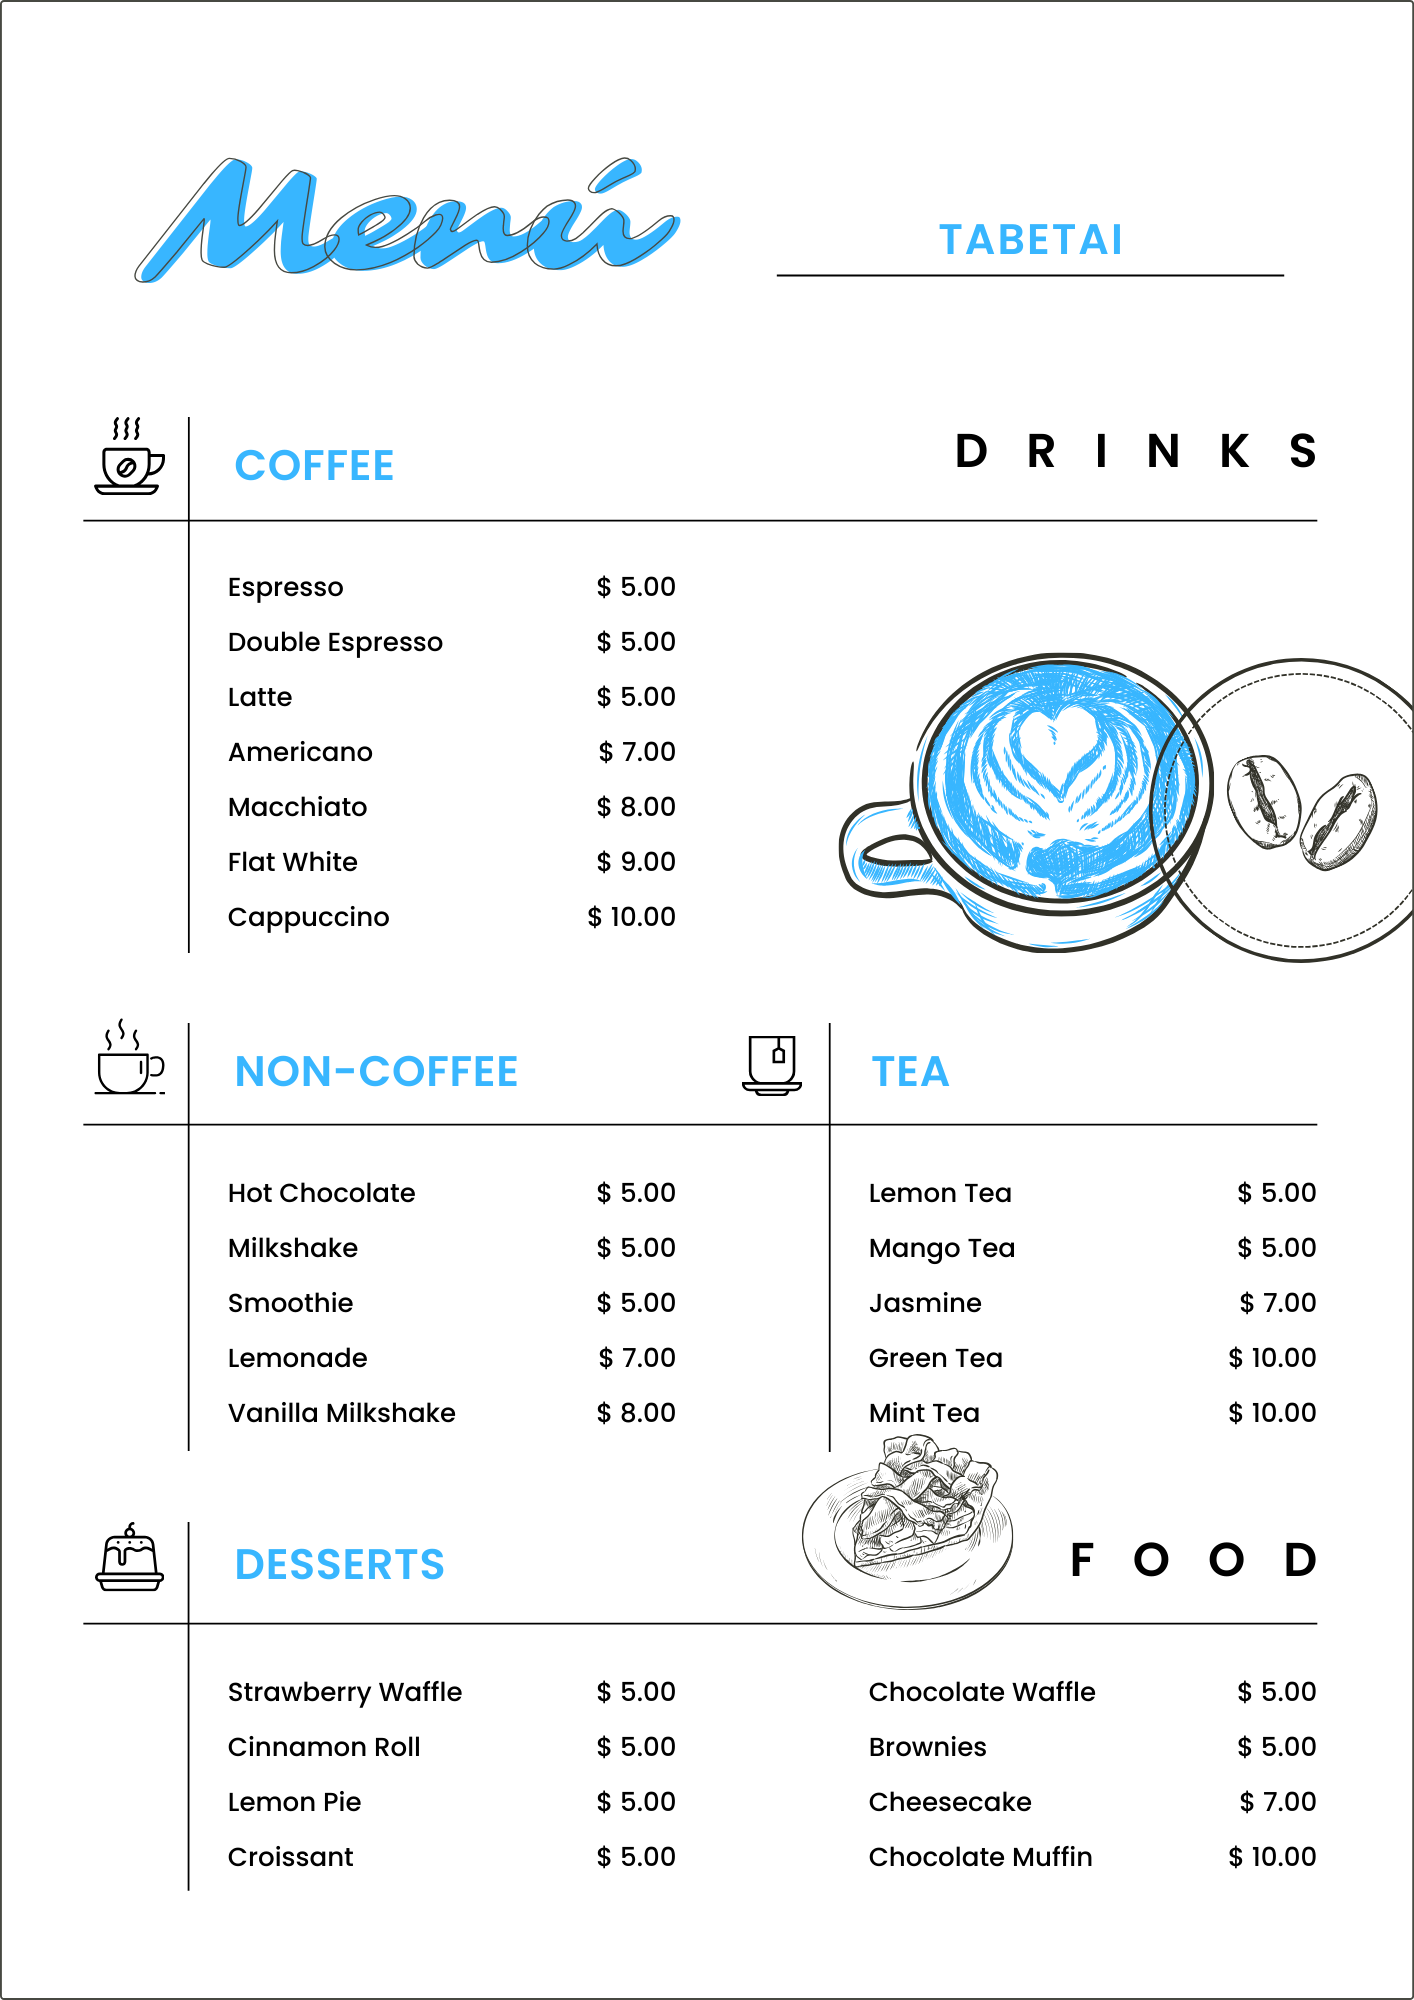 Menú
TABETAI
COFFEE
DRINKS
Espresso $ 5.00
Double Espresso $ 5.00
Latte $ 5.00
Americano $ 7.00
Macchiato $ 8.00
Flat White $ 9.00
Cappuccino $ 10.00
NON-COFFEE
Hot Chocolate $ 5.00
Milkshake $ 5.00
Smoothie $ 5.00
Lemonade $ 7.00
Vanilla Milkshake $ 8.00
TEA
Lemon Tea $ 5.00
Mango Tea $ 5.00
Jasmine $ 7.00
Green Tea $ 10.00
Mint Tea $ 10.00
DESSERTS
FOOD
Strawberry Waffle $ 5.00
Cinnamon Roll $ 5.00
Lemon Pie $ 5.00
Croissant $ 5.00
Chocolate Waffle $ 5.00
Brownies $ 5.00
Cheesecake $ 7.00
Chocolate Muffin $ 10.00